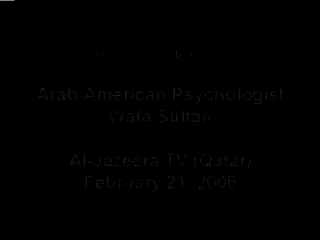 Arab-American Psychologist
Wafa Sultan
Al-Jazeera TV (Qatar)
February 21, 2006